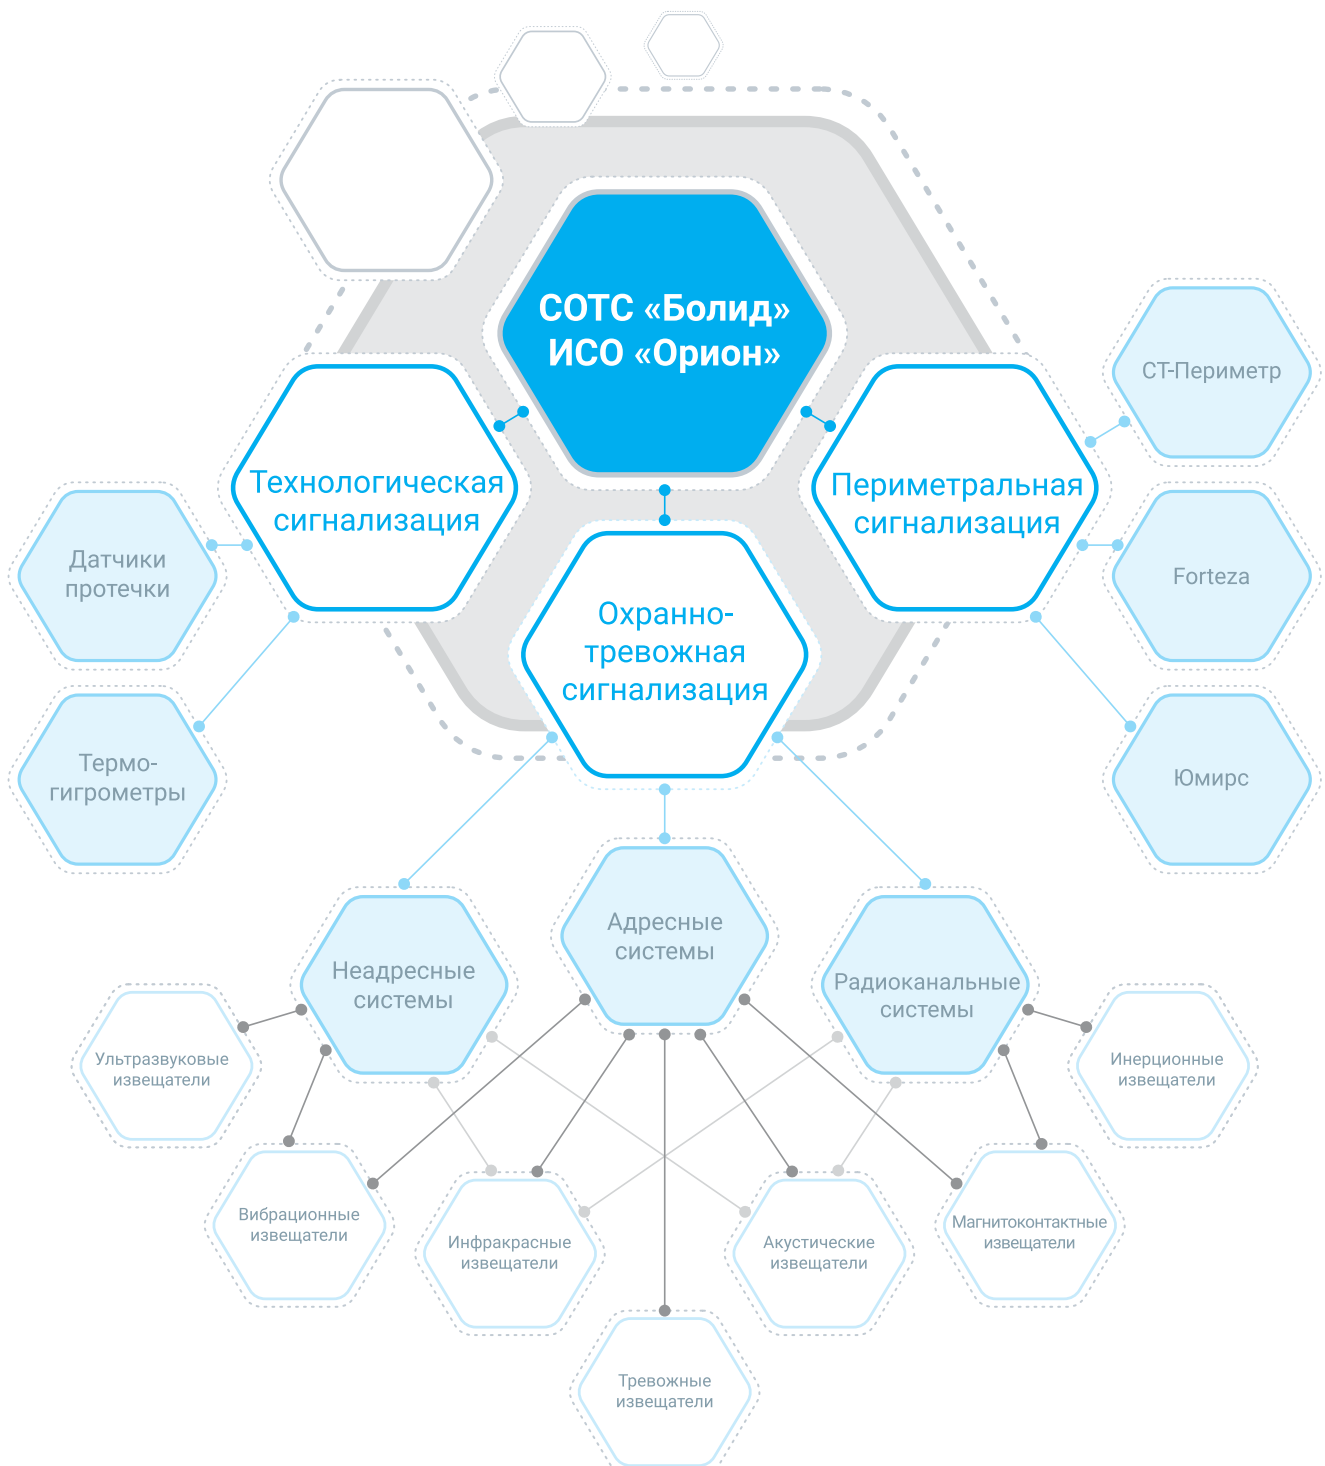 СОТС «Болид»
ИСО «Орион»
Технологическая
сигнализация
Периметральная
сигнализация
Охранно-
тревожная
сигнализация
СТ-Периметр
Forteza
Юмирс
Датчики
протечки
Термо-
гигрометры
Неадресные
системы
Адресные
системы
Радиоканальные
системы
Ультразвуковые
извещатели
Вибрационные
извещатели
Инфракрасные
извещатели
Тревожные
извещатели
Акустические
извещатели
Магнитоконтактные
извещатели
Инерционные
извещатели